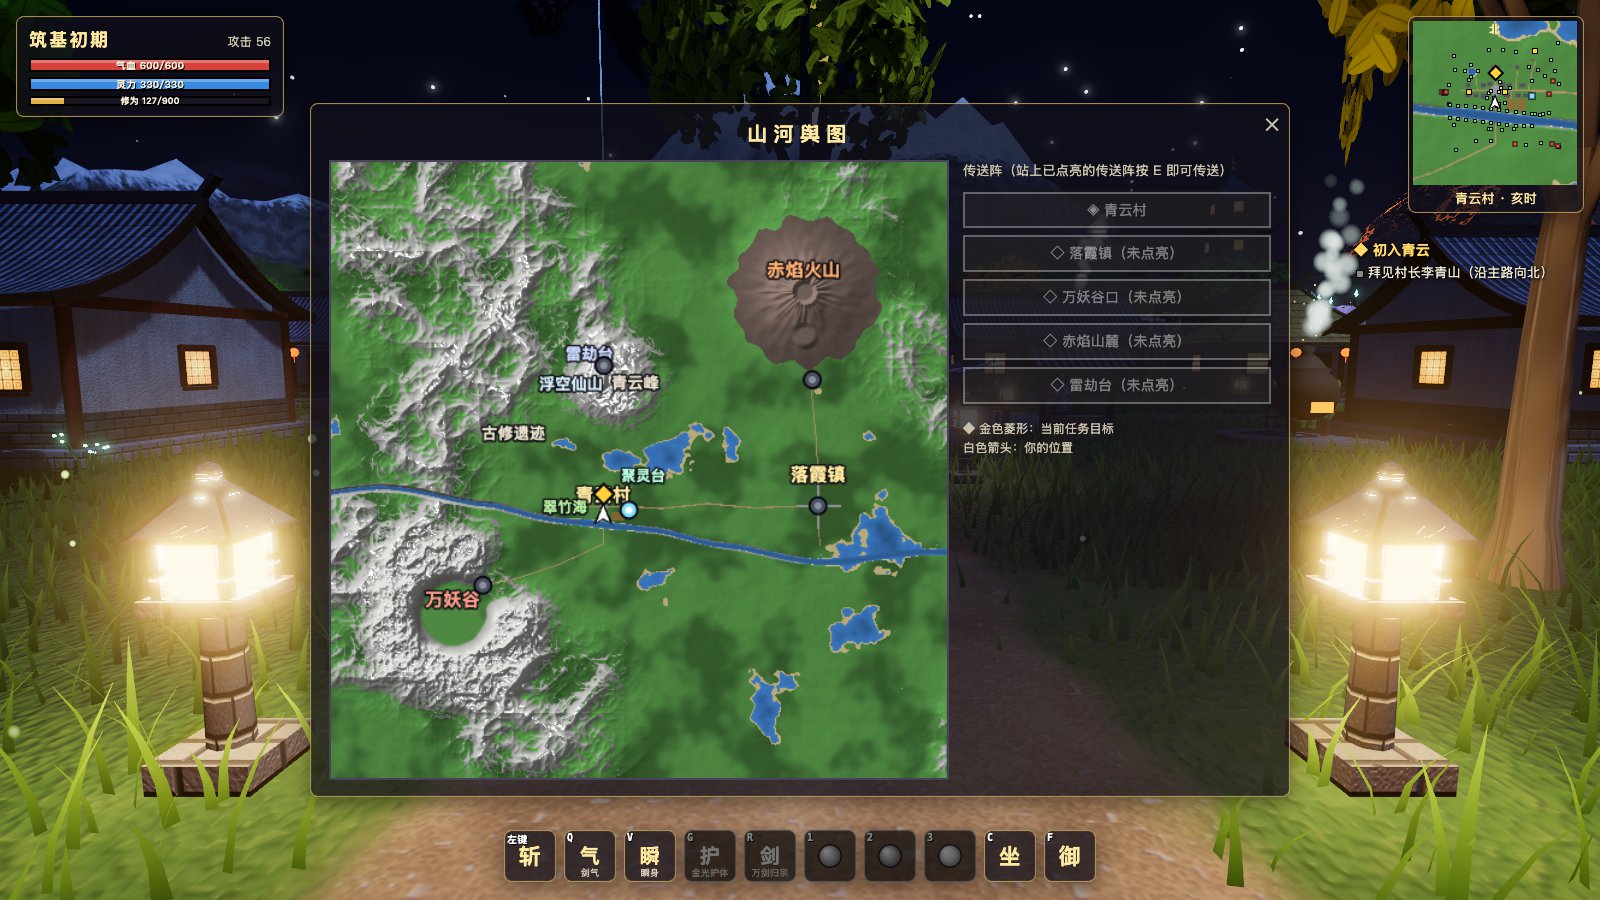 筑基初期
攻击 56
气血 600/600
灵力 330/330
修为 127/900
山河舆图
×
北
青云村 · 亥时
初入青云
拜见村长李青山（沿主路向北）
传送阵（站上已点亮的传送阵按 E 即可传送）
◈ 青云村
◇ 落霞镇（未点亮）
◇ 万妖谷口（未点亮）
◇ 赤焰山麓（未点亮）
◇ 雷劫台（未点亮）
◆ 金色菱形：当前任务目标
白色箭头：你的位置
赤焰火山
雷劫台
浮空仙山
青云峰
古修遗迹
聚灵台
落霞镇
青 村
翠竹海
万妖谷
左键
斩
Q
气
剑气
V
瞬
瞬身
G
护
金光护体
R
剑
万剑归宗
1
2
3
C
坐
F
御